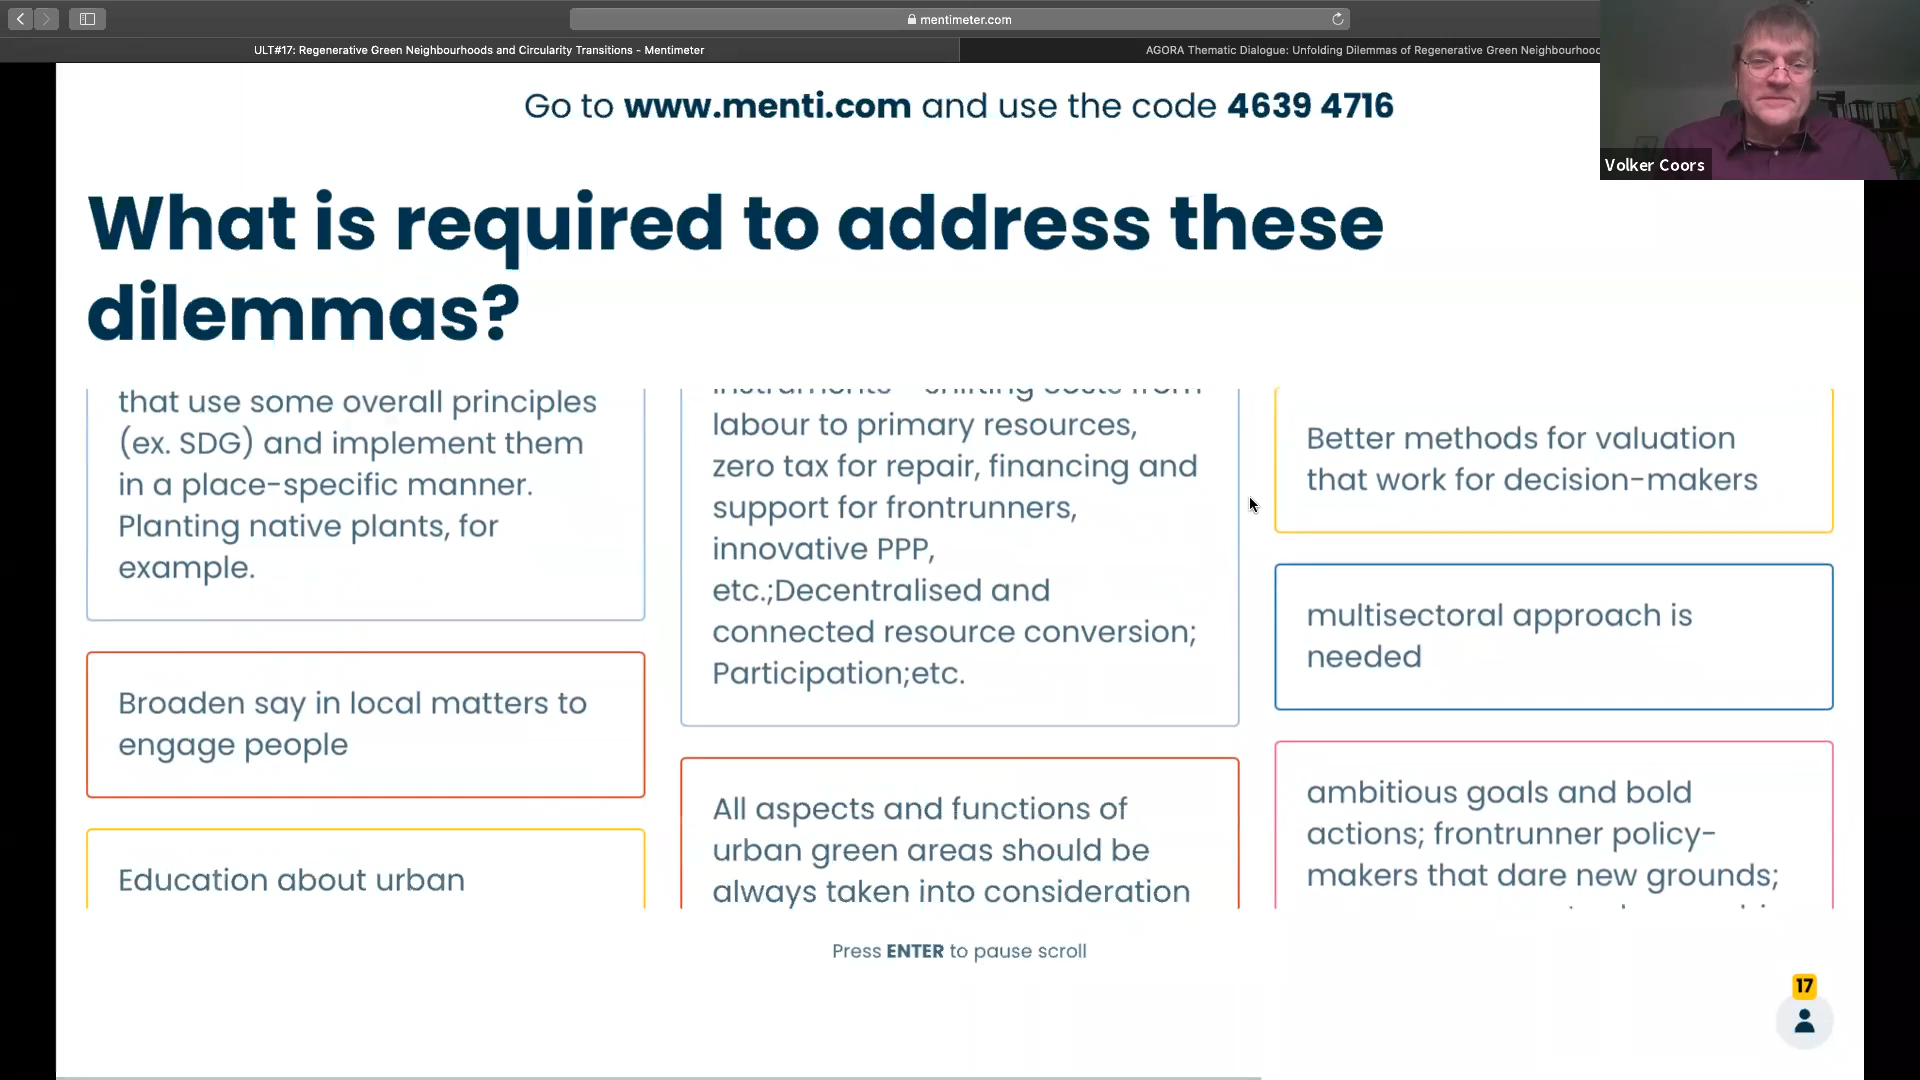 mentimeter.com
ULT#17: Regenerative Green Neighbourhoods and Circularity Transitions - Mentimeter
AGORA Thematic Dialogue: Unfolding Dilemmas of Regenerative Green Neighbourhoo
Go to www.menti.com and use the code 4639 4716
Volker Coors
What is required to address these
dilemmas?
that use some overall principles
(ex. SDG) and implement them
in a place-specific manner.
Planting native plants, for
example.
Broaden say in local matters to
engage people
Education about urban
shifting costs from
labour to primary resources,
zero tax for repair, financing and
support for frontrunners,
innovative PPP,
etc.;Decentralised and
connected resource conversion;
Participation;etc.
All aspects and functions of
urban green areas should be
always taken into consideration
Better methods for valuation
that work for decision-makers
multisectoral approach is
needed
ambitious goals and bold
actions; frontrunner policy-
makers that dare new grounds;
Press ENTER to pause scroll
17